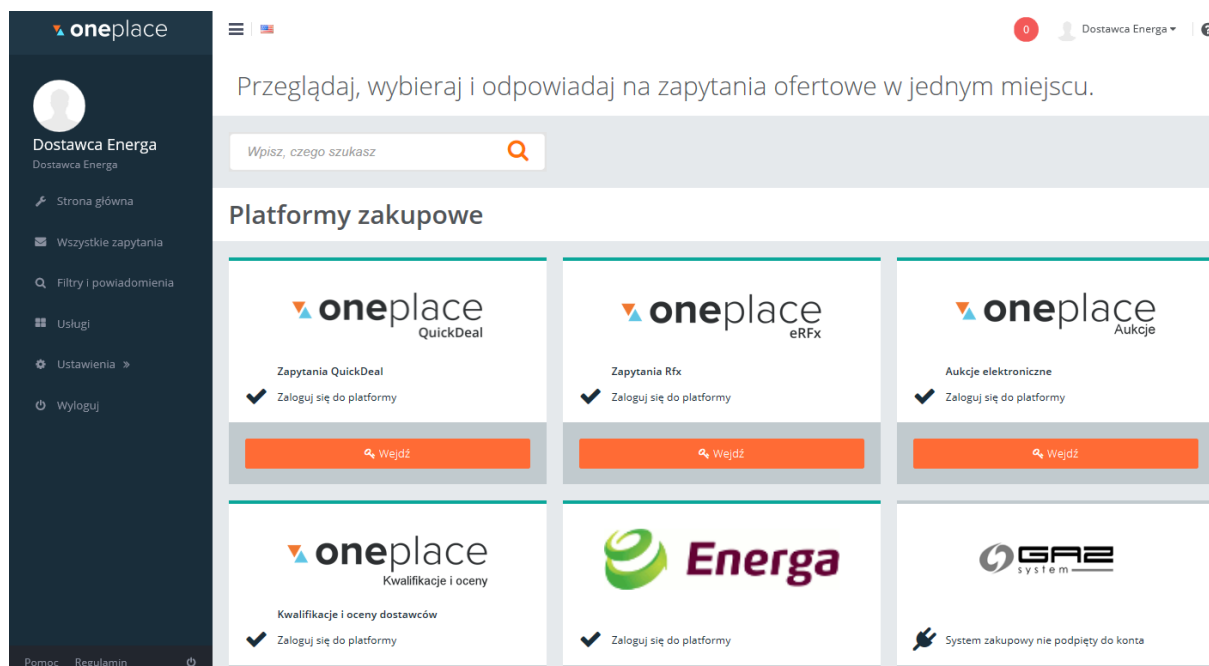 oneplace
0
Dostawca Energa
Przeglądaj, wybieraj i odpowiadaj na zapytania ofertowe w jednym miejscu.
Dostawca Energa
Dostawca Energa
Strona główna
Wszystkie zapytania
Filtry i powiadomienia
Usługi
Ustawienia »
Wyloguj
Pomoc Regulamin
Wpisz, czego szukasz
Platformy zakupowe
oneplace
QuickDeal
Zapytania QuickDeal
Zaloguj się do platformy
Wejdź
oneplace
eRFx
Zapytania Rfx
Zaloguj się do platformy
Wejdź
oneplace
Aukcje
Aukcje elektroniczne
Zaloguj się do platformy
Wejdź
oneplace
Kwalifikacje i oceny
Kwalifikacje i oceny dostawców
Zaloguj się do platformy
Energa
Zaloguj się do platformy
GAZ
system
System zakupowy nie podpięty do konta